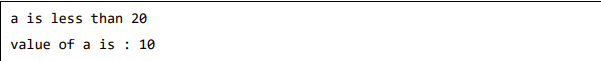 a is less than 20
value of a is : 10